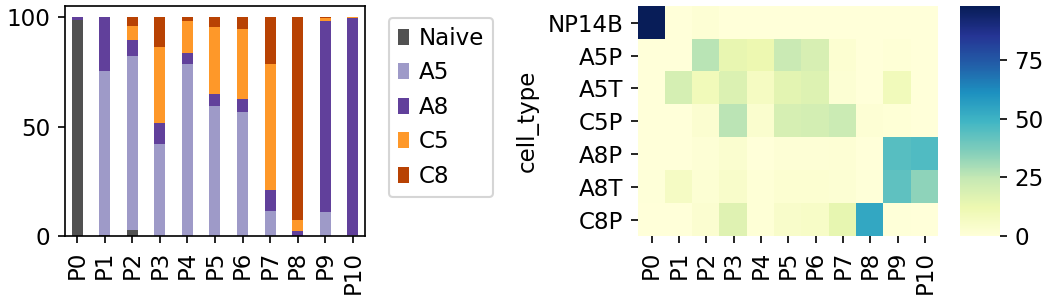 100
50
0
P0 P1 P2 P3 P4 P5 P6 P7 P8 P9 P10
Naive
A5
A8
C5
C8
cell_type
NP14B
A5P
A5T
C5P
A8P
A8T
C8P
P0 P1 P2 P3 P4 P5 P6 P7 P8 P9 P10
75
50
25
0